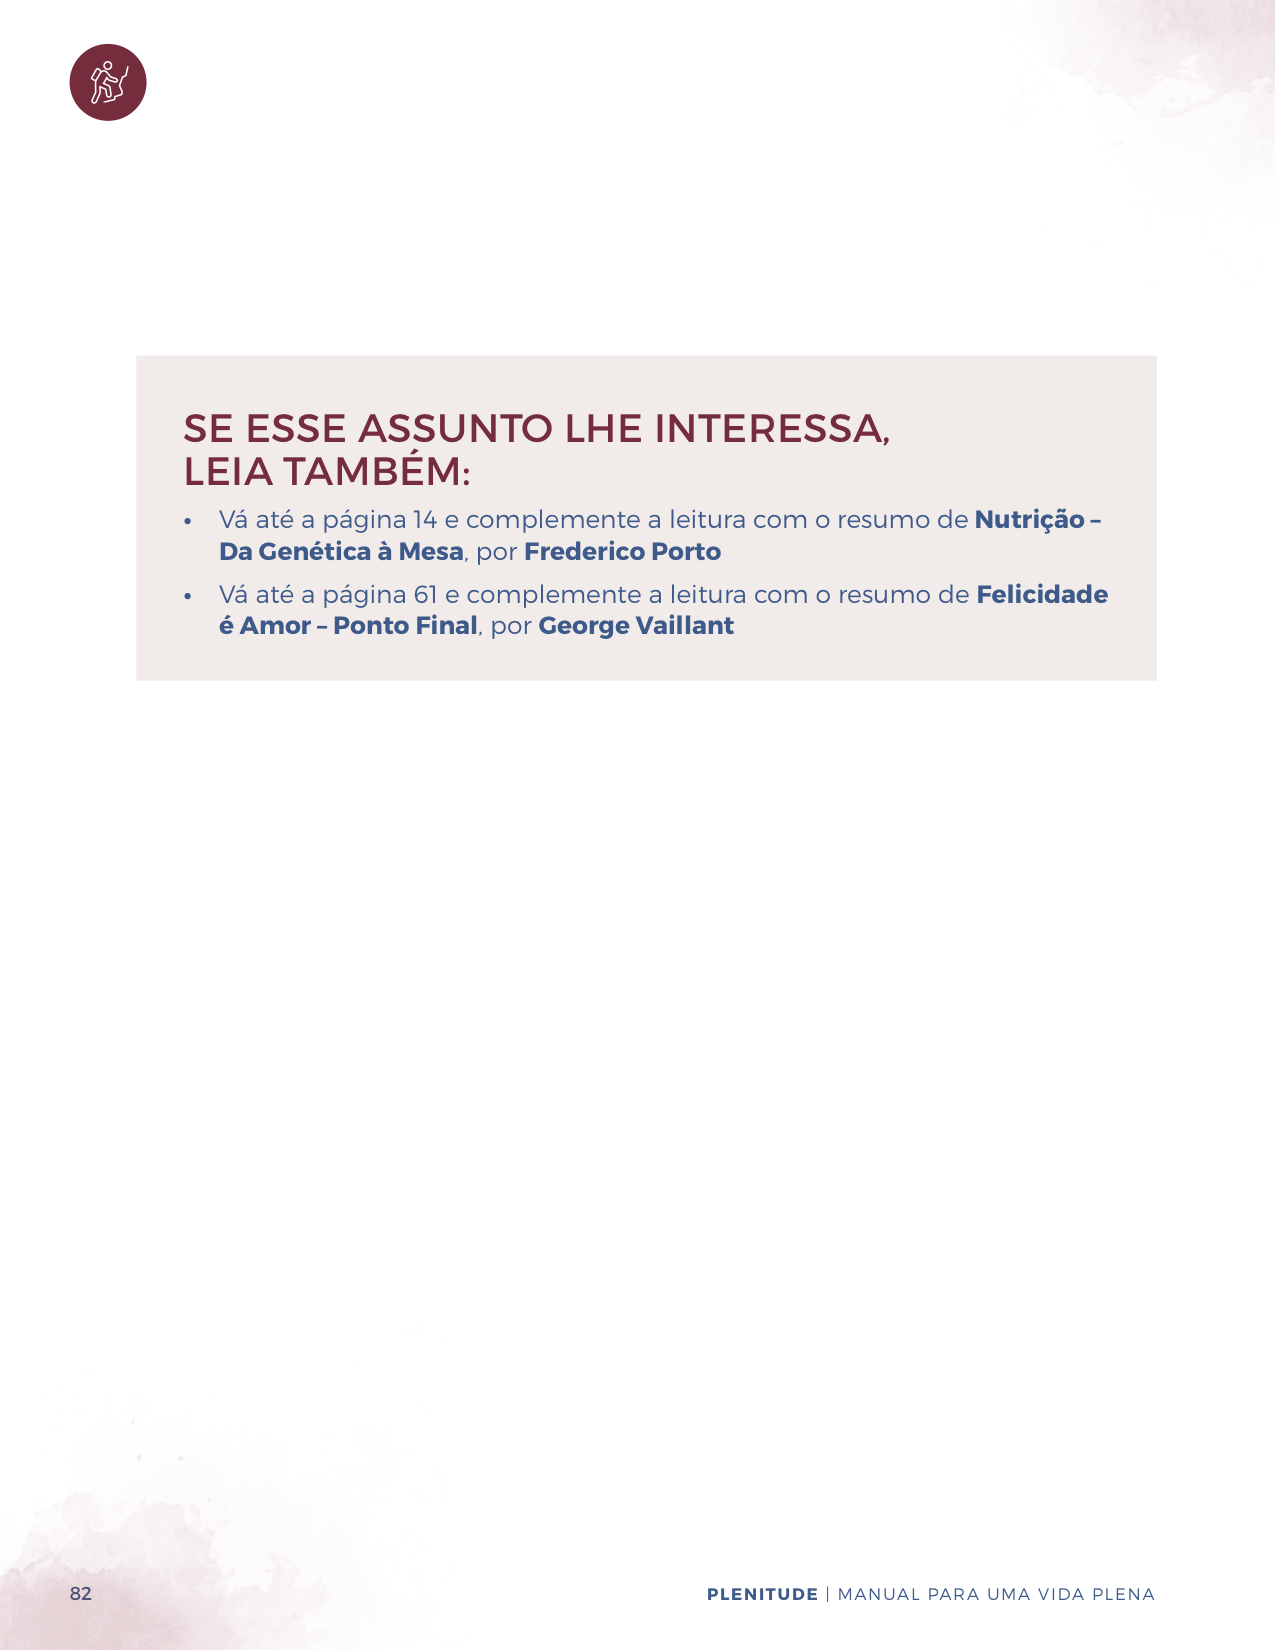 SE ESSE ASSUNTO LHE INTERESSA,
LEIA TAMBÉM:
• Vá até a página 14 e complemente a leitura com o resumo de Nutrição –
Da Genética à Mesa, por Frederico Porto
• Vá até a página 61 e complemente a leitura com o resumo de Felicidade
é Amor – Ponto Final, por George Vaillant
82
PLENITUDE | MANUAL PARA UMA VIDA PLENA